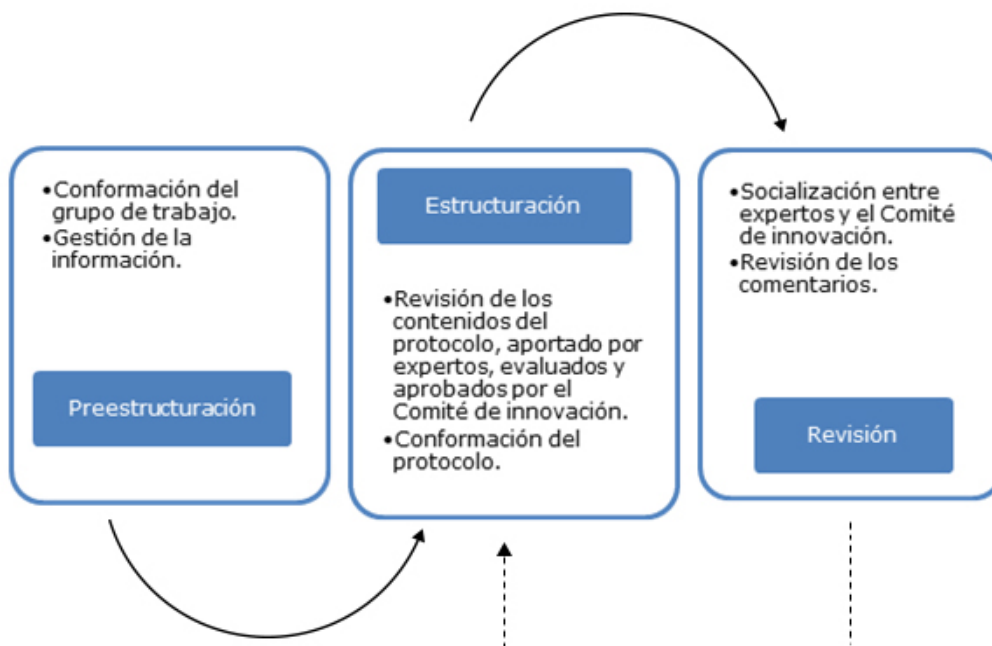 •Conformación del
grupo de trabajo.
•Gestión de la
información.
Preestructuración
Estructuración
•Revisión de los
contenidos del
protocolo, aportado por
expertos, evaluados y
aprobados por el
Comité de innovación.
•Conformación del
protocolo.
•Socialización entre
expertos y el Comité
de innovación.
•Revisión de los
comentarios.
Revisión